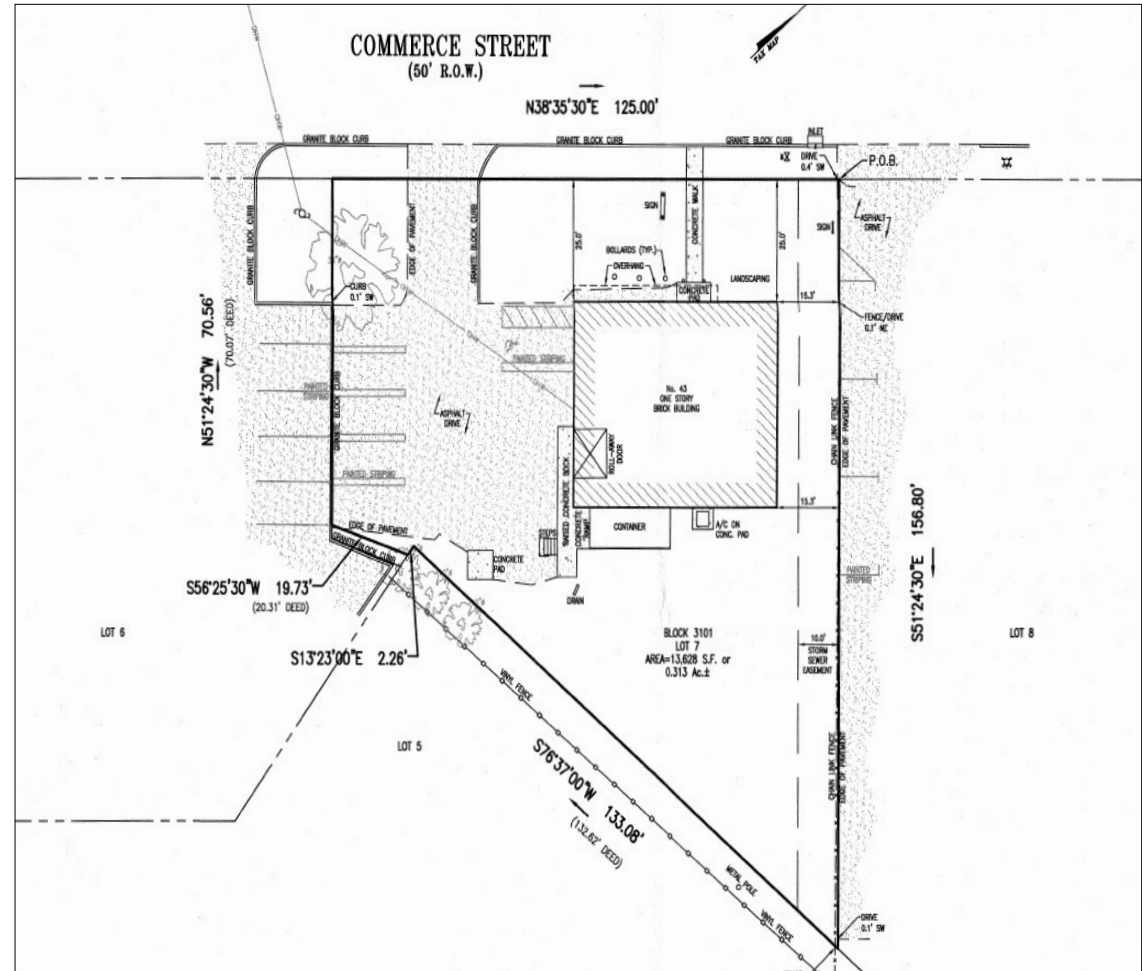 COMMERCE STREET
(50' R.O.W.)
TAX MAP
N38°35'30"E 125.00'
GRANITE BLOCK CURB
GRANITE BLOCK CURB
GRANITE BLOCK CURB
INLET
DRIVE
0.4' SW
P.O.B.
GRANITE BLOCK CURB
EDGE OF PAVEMENT
GRANITE BLOCK CURB
25.0'
SIGN
CONCRETE WALK
25.0'
SIGN
ASPHALT
DRIVE
BOLLARDS (TYP.)
OVERHANG
LANDSCAPING
CURB
0.1' SW
CONCRETE
PAD
15.3'
FENCE/DRIVE
0.1' NE
N51°24'30"W 70.56'
(70.07' DEED)
PAINTED STRIPING
PAINTED
STRIPING
GRANITE BLOCK CURB
ASPHALT
DRIVE
No. 43
ONE STORY
BRICK BUILDING
CHAIN LINK FENCE
EDGE OF PAVEMENT
ROLL-AWAY
DOOR
PAINTED STRIPING
RAISED CONCRETE DOCK
15.3'
S51°24'30"E 156.80'
EDGE OF PAVEMENT
GRANITE BLOCK CURB
STEPS
CONCRETE
RAMP
CONTAINER
A/C ON
CONC. PAD
CONCRETE
PAD
PAINTED
STRIPING
S56°25'30"W 19.73'
(20.31' DEED)
DRAIN
LOT 6
BLOCK 3101
LOT 7
AREA=13,628 S.F. or
0.313 Ac.±
10.0'
STORM
SEWER
EASEMENT
LOT 8
S13°23'00"E 2.26'
VINYL FENCE
LOT 5
S76°37'00"W 133.08'
(132.62' DEED)
CHAIN LINK FENCE
EDGE OF PAVEMENT
METAL POLE
VINYL FENCE
DRIVE
0.1' SW